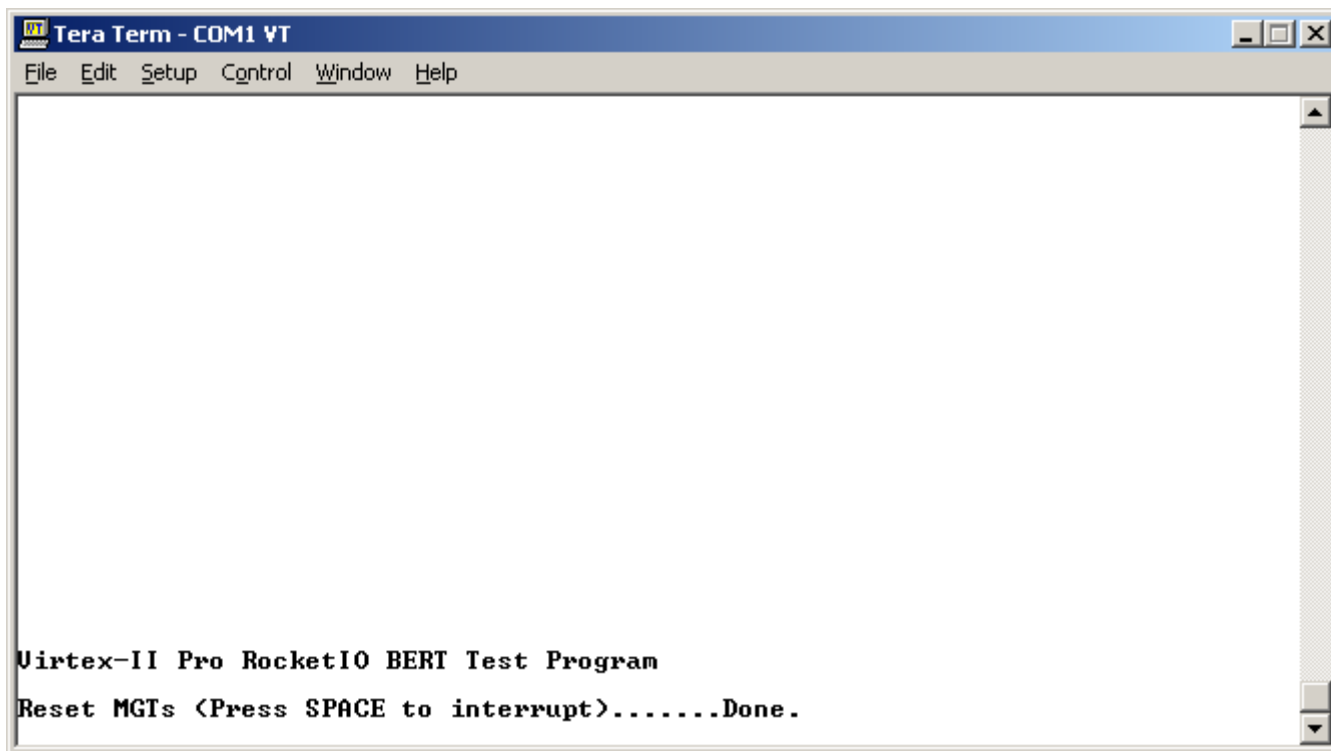 Tera Term - COM1 VT
File Edit Setup Control Window Help
Virtex-II Pro RocketIO BERT Test Program
Reset MGTs (Press SPACE to interrupt).......Done.